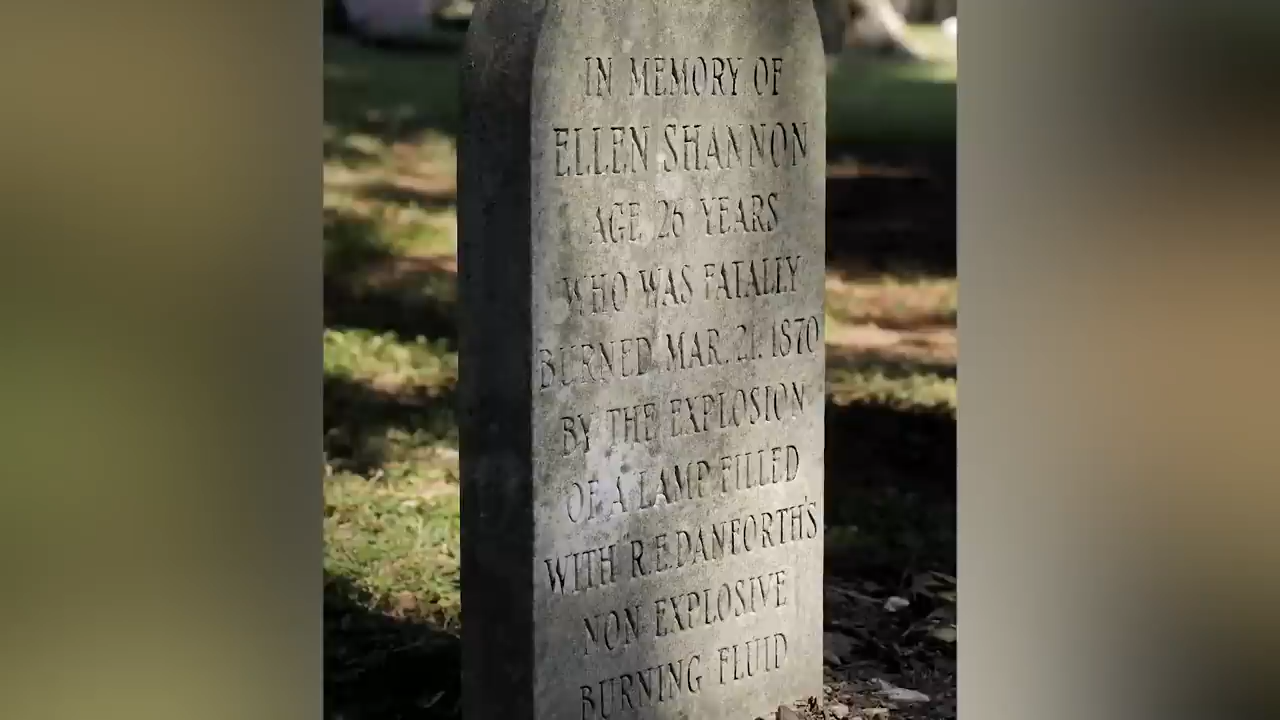 IN MEMORY OF
ELLEN SHANNON
AGE 26 YEARS
WHO WAS FATALLY
BURNED MAR. 21. 1870
BY THE EXPLOSION
OF A LAMP FILLED
WITH R.E.DANFORTH'S
NON EXPLOSIVE
BURNING FLUID